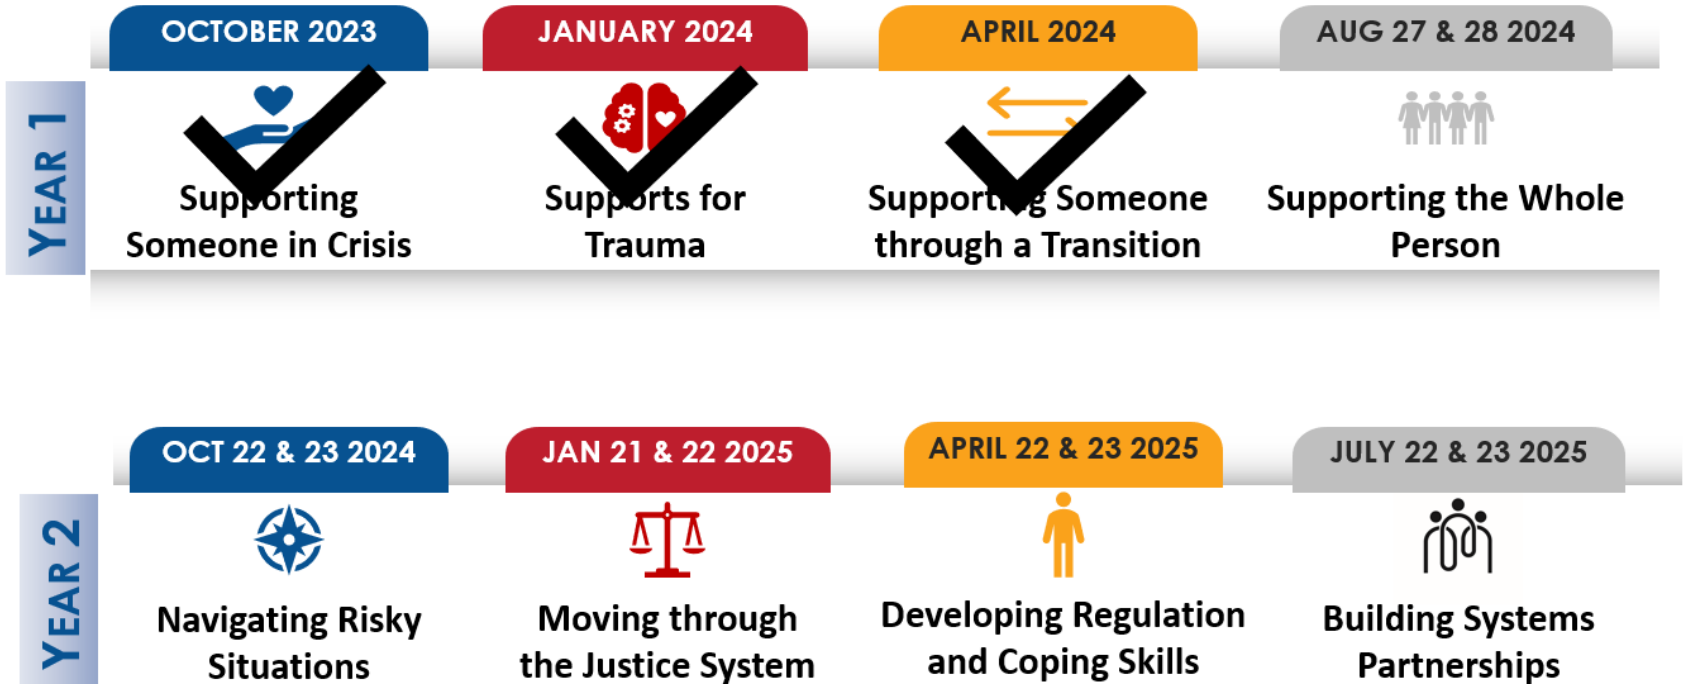 OCTOBER 2023
JANUARY 2024
APRIL 2024
AUG 27 & 28 2024
YEAR 1
Supporting
Someone in Crisis
Supports for
Trauma
Supporting Someone
through a Transition
Supporting the Whole
Person
OCT 22 & 23 2024
JAN 21 & 22 2025
APRIL 22 & 23 2025
JULY 22 & 23 2025
YEAR 2
Navigating Risky
Situations
Moving through
the Justice System
Developing Regulation
and Coping Skills
Building Systems
Partnerships